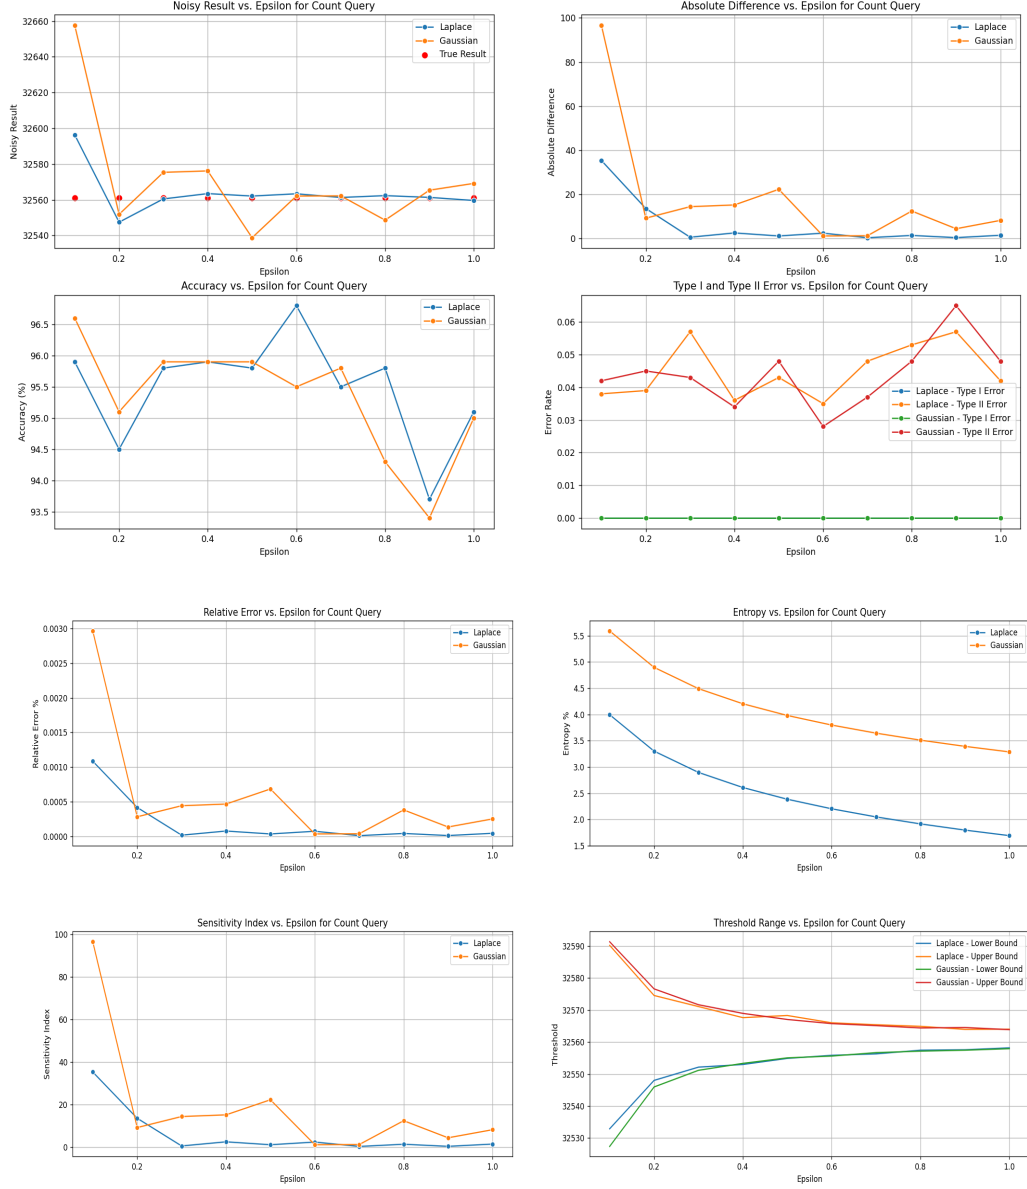 Noisy Result vs. Epsilon for Count Query
Noisy Result
32660
32640
32620
32600
32580
32560
32540
0.2
0.4
0.6
0.8
1.0
Epsilon
Laplace
Gaussian
True Result
Absolute Difference vs. Epsilon for Count Query
Absolute Difference
100
80
60
40
20
0
0.2
0.4
0.6
0.8
1.0
Epsilon
Laplace
Gaussian
Accuracy vs. Epsilon for Count Query
Accuracy (%)
96.5
96.0
95.5
95.0
94.5
94.0
93.5
0.2
0.4
0.6
0.8
1.0
Epsilon
Laplace
Gaussian
Type I and Type II Error vs. Epsilon for Count Query
Error Rate
0.06
0.05
0.04
0.03
0.02
0.01
0.00
0.2
0.4
0.6
0.8
1.0
Epsilon
Laplace - Type I Error
Laplace - Type II Error
Gaussian - Type I Error
Gaussian - Type II Error
Relative Error vs. Epsilon for Count Query
Relative Error %
0.0030
0.0025
0.0020
0.0015
0.0010
0.0005
0.0000
0.2
0.4
0.6
0.8
1.0
Epsilon
Laplace
Gaussian
Entropy vs. Epsilon for Count Query
Entropy %
5.5
5.0
4.5
4.0
3.5
3.0
2.5
2.0
1.5
0.2
0.4
0.6
0.8
1.0
Epsilon
Laplace
Gaussian
Sensitivity Index vs. Epsilon for Count Query
Sensitivity Index
100
80
60
40
20
0
0.2
0.4
0.6
0.8
1.0
Epsilon
Laplace
Gaussian
Threshold Range vs. Epsilon for Count Query
Threshold
32590
32580
32570
32560
32550
32540
32530
0.2
0.4
0.6
0.8
1.0
Epsilon
Laplace - Lower Bound
Laplace - Upper Bound
Gaussian - Lower Bound
Gaussian - Upper Bound